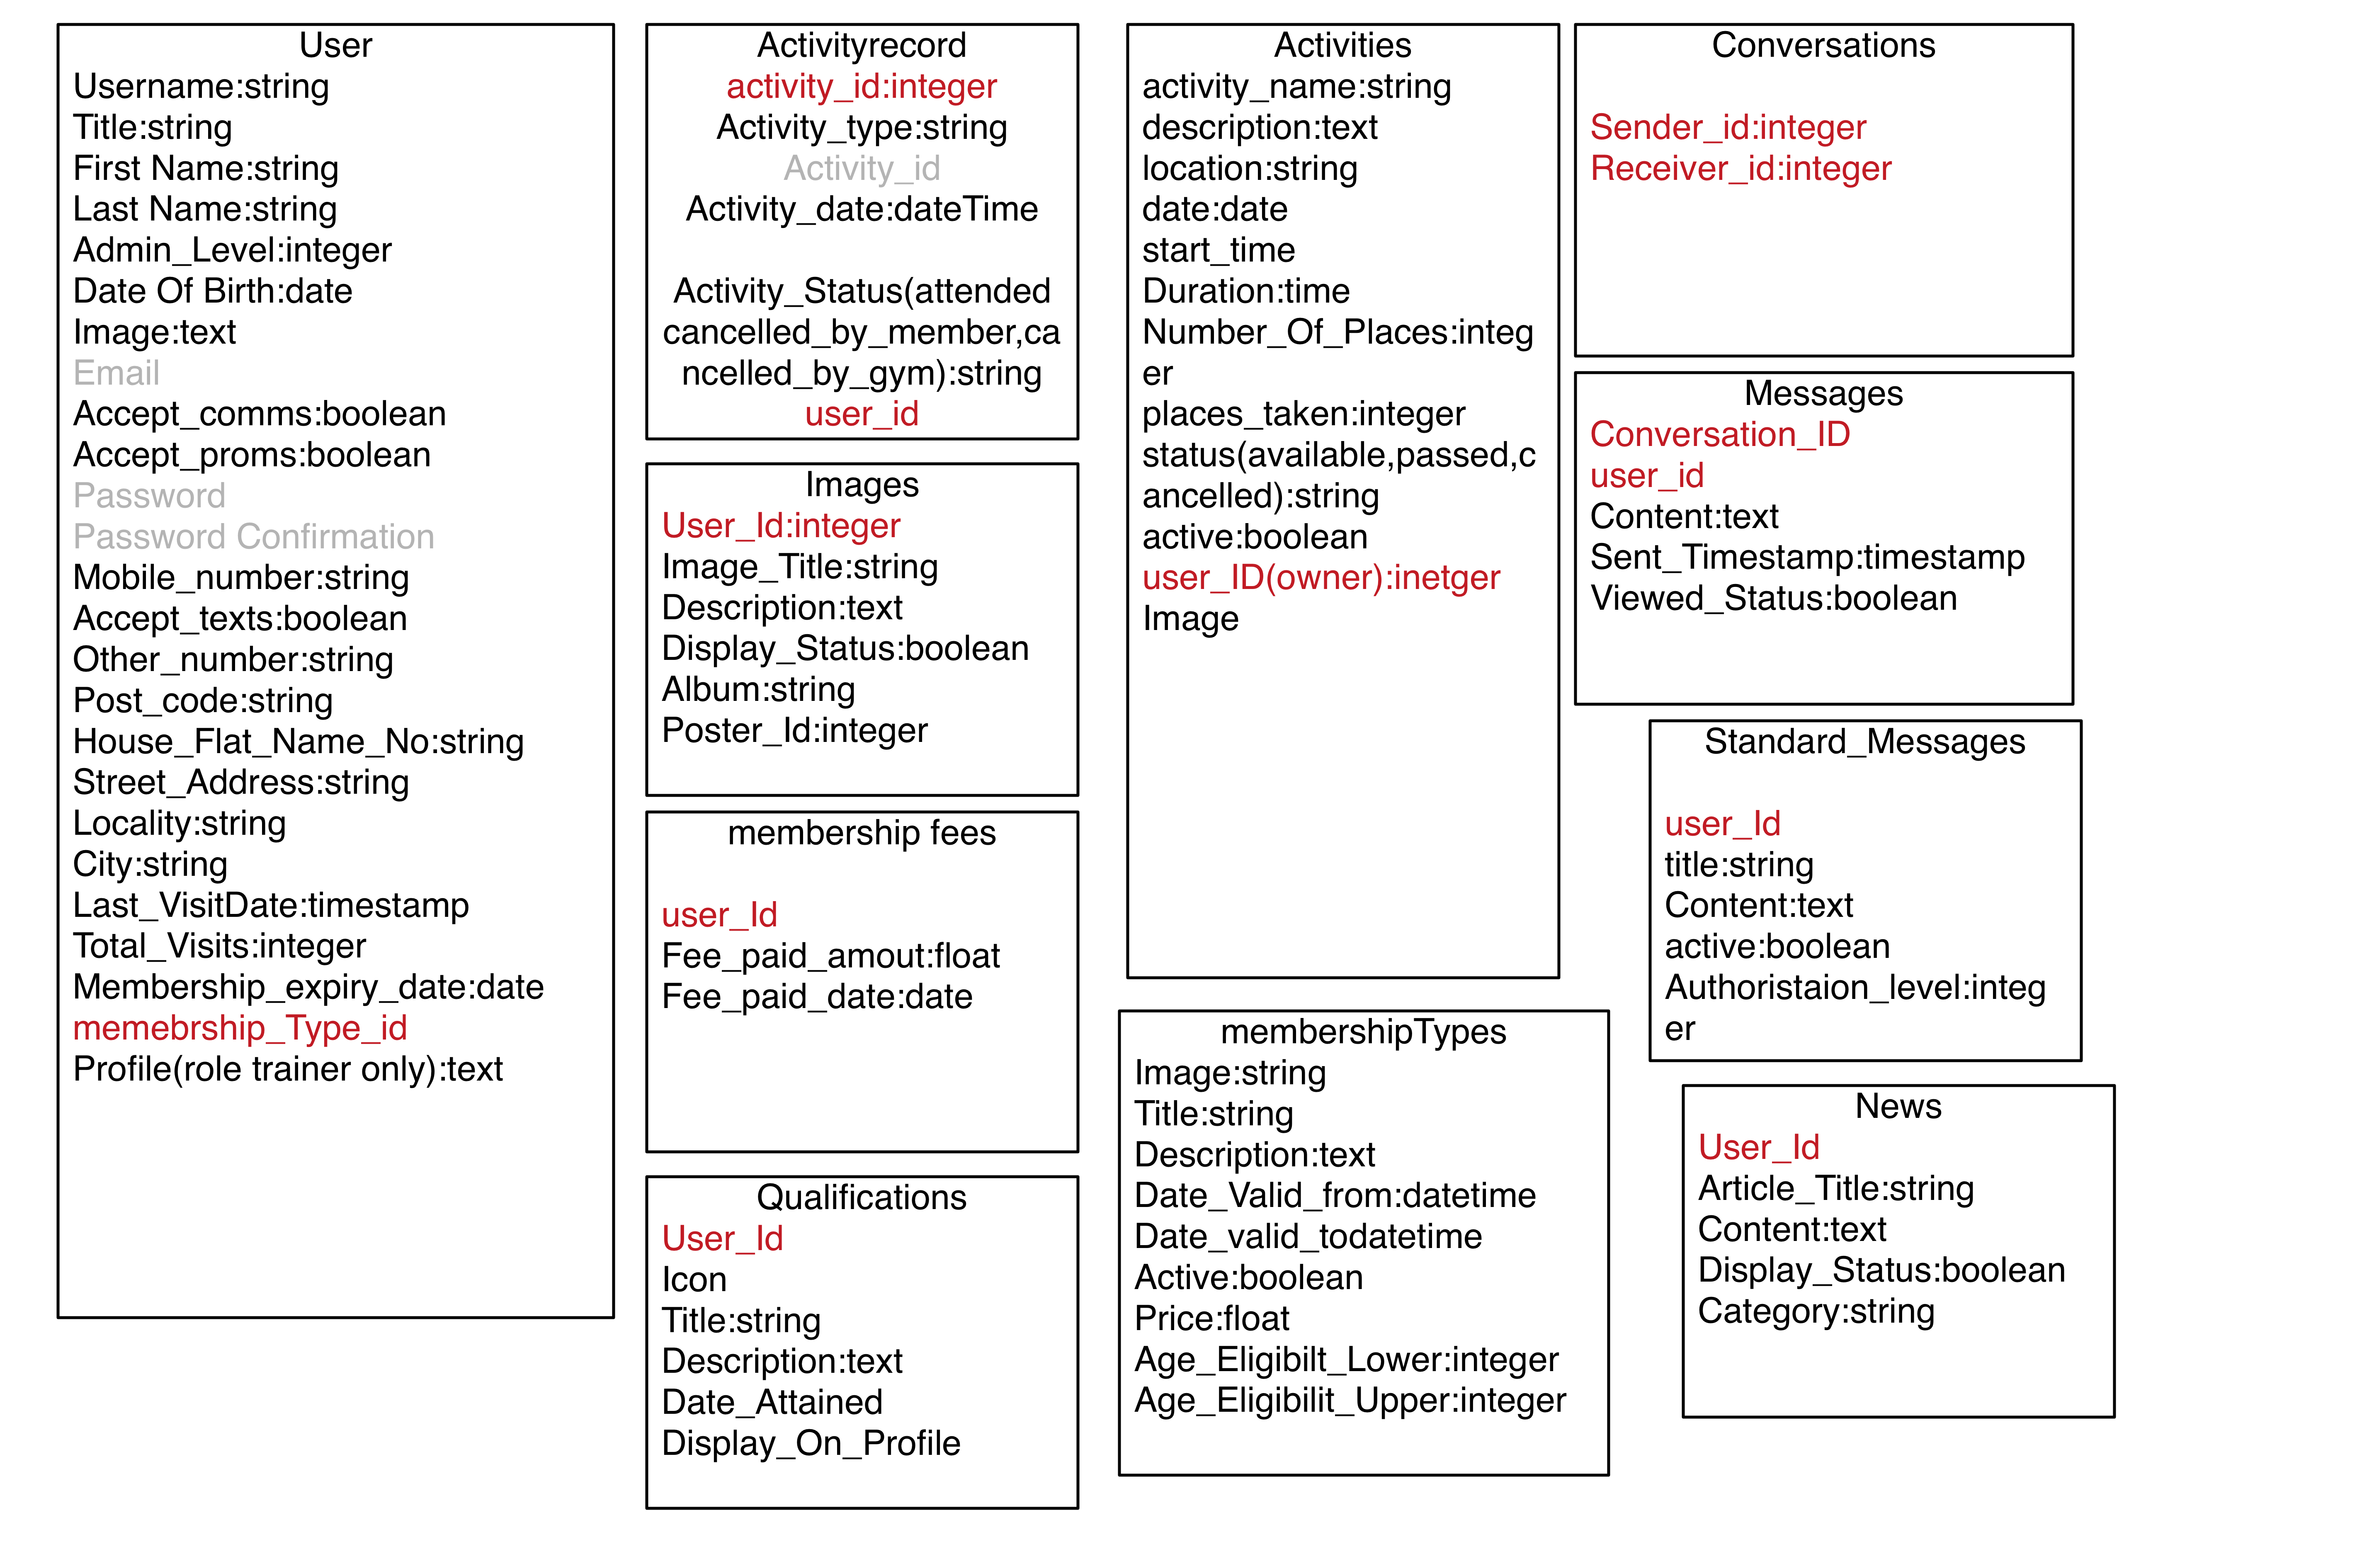 User
Username:string
Title:string
First Name:string
Last Name:string
Admin_Level:integer
Date Of Birth:date
Image:text
Email
Accept_comms:boolean
Accept_proms:boolean
Password
Password Confirmation
Mobile_number:string
Accept_texts:boolean
Other_number:string
Post_code:string
House_Flat_Name_No:string
Street_Address:string
Locality:string
City:string
Last_VisitDate:timestamp
Total_Visits:integer
Membership_expiry_date:date
memebrship_Type_id
Profile(role trainer only):text
Activityrecord
activity_id:integer
Activity_type:string
Activity_id
Activity_date:dateTime
Activity_Status(attended
cancelled_by_member,ca
ncelled_by_gym):string
user_id
Images
User_Id:integer
Image_Title:string
Description:text
Display_Status:boolean
Album:string
Poster_Id:integer
membership fees
user_Id
Fee_paid_amout:float
Fee_paid_date:date
Qualifications
User_Id
Icon
Title:string
Description:text
Date_Attained
Display_On_Profile
Activities
activity_name:string
description:text
location:string
date:date
start_time
Duration:time
Number_Of_Places:integ
er
places_taken:integer
status(available,passed,c
ancelled):string
active:boolean
user_ID(owner):inetger
Image
membershipTypes
Image:string
Title:string
Description:text
Date_Valid_from:datetime
Date_valid_todatetime
Active:boolean
Price:float
Age_Eligibilt_Lower:integer
Age_Eligibilit_Upper:integer
Conversations
Sender_id:integer
Receiver_id:integer
Messages
Conversation_ID
user_id
Content:text
Sent_Timestamp:timestamp
Viewed_Status:boolean
Standard_Messages
user_Id
title:string
Content:text
active:boolean
Authoristaion_level:integ
er
News
User_Id
Article_Title:string
Content:text
Display_Status:boolean
Category:string